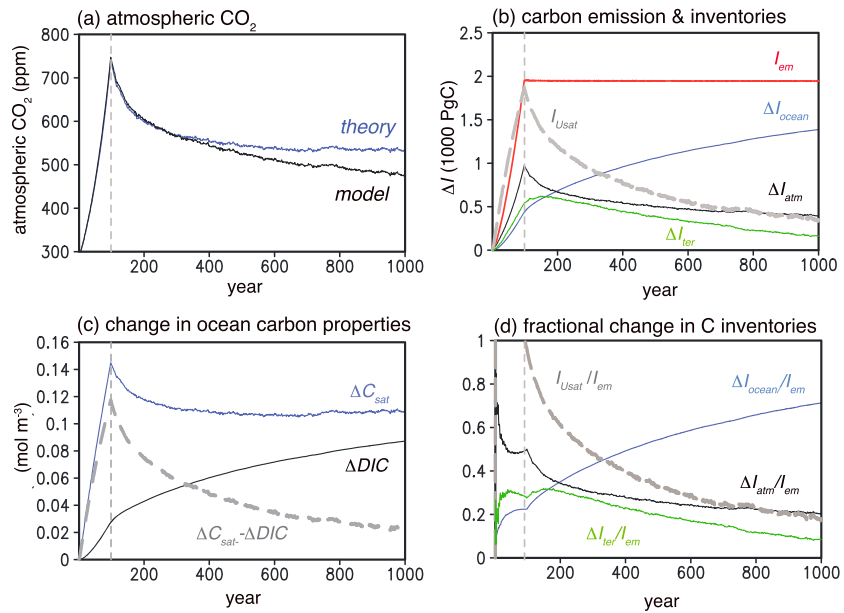 (a) atmospheric CO2
atmospheric CO2 (ppm)
800
700
600
500
400
300
theory
model
200
400
600
800
1000
year
(b) carbon emission & inventories
ΔI (1000 PgC)
2.5
2
1.5
1
0.5
0
Iem
IUsat
ΔIocean
ΔIatm
ΔIter
200
400
600
800
1000
year
(c) change in ocean carbon properties
(mol m-3)
0.16
0.14
0.12
0.1
0.08
0.06
0.04
0.02
0
ΔCsat
ΔDIC
ΔCsat-ΔDIC
200
400
600
800
1000
year
(d) fractional change in C inventories
1
0.8
0.6
0.4
0.2
0
IUsat/Iem
ΔIocean/Iem
ΔIatm/Iem
ΔIter/Iem
200
400
600
800
1000
year